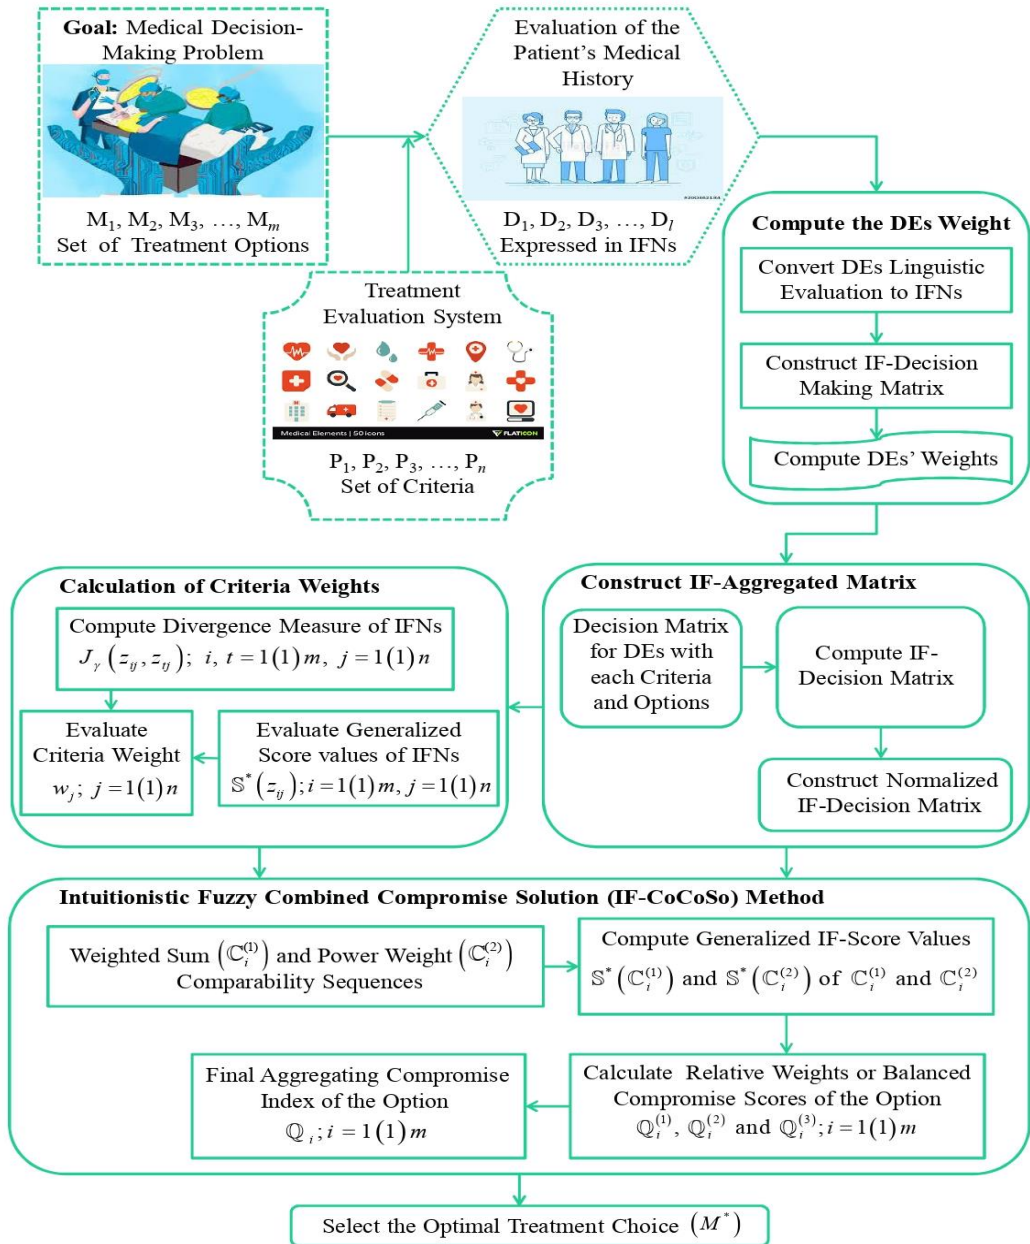 Goal: Medical Decision-
Making Problem
M₁, M₂, M₃, …, Mₘ
Set of Treatment Options
Evaluation of the
Patient’s Medical
History
D₁, D₂, D₃, …, Dₗ
Expressed in IFNs
Treatment
Evaluation System
Medical Elements | 50 icons
FLATICON
P₁, P₂, P₃, …, Pₙ
Set of Criteria
Compute the DEs Weight
Convert DEs Linguistic
Evaluation to IFNs
Construct IF-Decision
Making Matrix
Compute DEs’ Weights
Calculation of Criteria Weights
Compute Divergence Measure of IFNs
J_γ (z_ij, z_tj); i, t = 1(1) m, j = 1(1) n
Evaluate
Criteria Weight
w_j; j = 1(1) n
Evaluate Generalized
Score values of IFNs
𝕊*(z_ij); i = 1(1) m, j = 1(1) n
Construct IF-Aggregated Matrix
Decision Matrix
for DEs with
each Criteria
and Options
Compute IF-
Decision Matrix
Construct Normalized
IF-Decision Matrix
Intuitionistic Fuzzy Combined Compromise Solution (IF-CoCoSo) Method
Weighted Sum (ℂᵢ⁽¹⁾) and Power Weight (ℂᵢ⁽²⁾)
Comparability Sequences
Compute Generalized IF-Score Values
𝕊*(ℂᵢ⁽¹⁾) and 𝕊*(ℂᵢ⁽²⁾) of ℂᵢ⁽¹⁾ and ℂᵢ⁽²⁾
Final Aggregating Compromise
Index of the Option
ℚᵢ; i = 1(1) m
Calculate Relative Weights or Balanced
Compromise Scores of the Option
ℚᵢ⁽¹⁾, ℚᵢ⁽²⁾ and ℚᵢ⁽³⁾; i = 1(1) m
Select the Optimal Treatment Choice (M*)